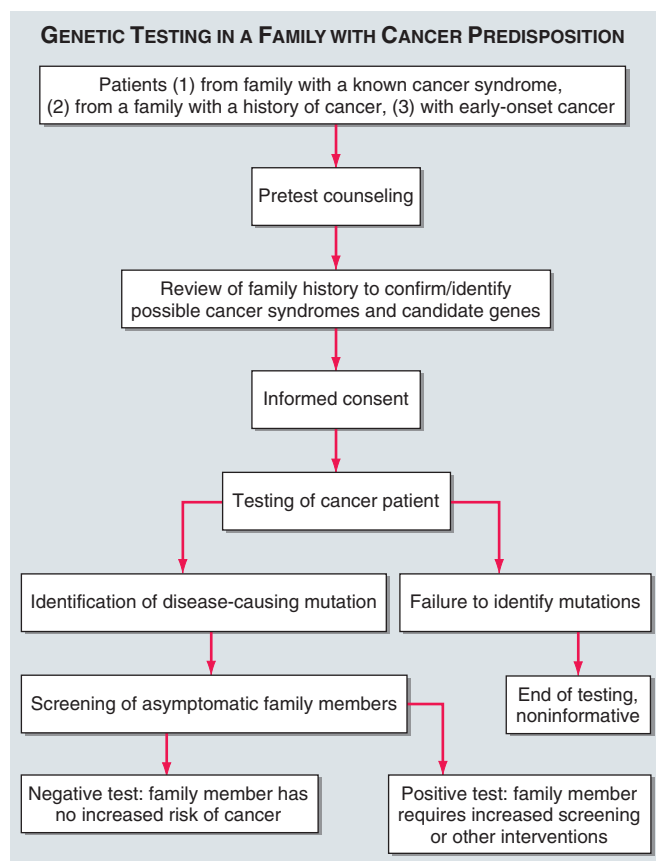 GENETIC TESTING IN A FAMILY WITH CANCER PREDISPOSITION
Patients (1) from family with a known cancer syndrome,
(2) from a family with a history of cancer, (3) with early-onset cancer
Pretest counseling
Review of family history to confirm/identify
possible cancer syndromes and candidate genes
Informed consent
Testing of cancer patient
Identification of disease-causing mutation
Failure to identify mutations
Screening of asymptomatic family members
End of testing,
noninformative
Negative test: family member has
no increased risk of cancer
Positive test: family member
requires increased screening
or other interventions